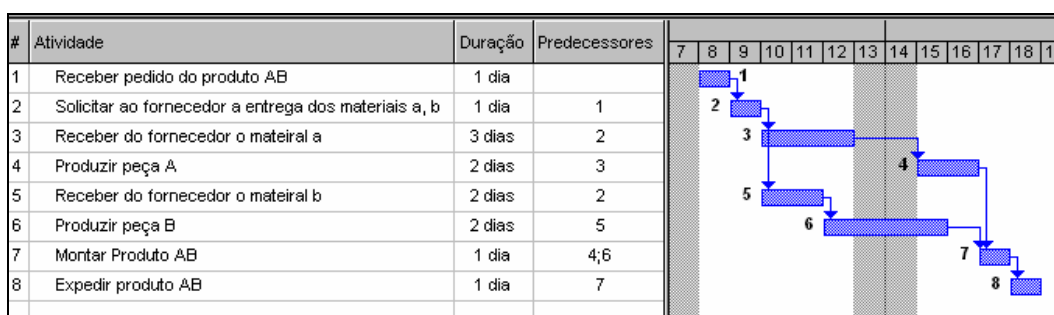 # Atividade Duração Predecessores 7 8 9 10 11 12 13 14 15 16 17 18 1
1 Receber pedido do produto AB 1 dia 1
2 Solicitar ao fornecedor a entrega dos materiais a, b 1 dia 1 2
3 Receber do fornecedor o mateiral a 3 dias 2 3
4 Produzir peça A 2 dias 3 4
5 Receber do fornecedor o mateiral b 2 dias 2 5
6 Produzir peça B 2 dias 5 6
7 Montar Produto AB 1 dia 4;6 7
8 Expedir produto AB 1 dia 7 8